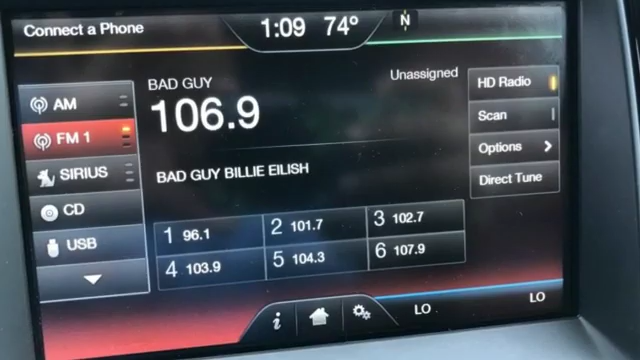 Connect a Phone
1:09 74° N
BAD GUY
Unassigned
106.9
BAD GUY BILLIE EILISH
AM
FM 1
SIRIUS
CD
USB
HD Radio
Scan
Options
Direct Tune
1 96.1 2 101.7 3 102.7
4 103.9 5 104.3 6 107.9
i
LO LO